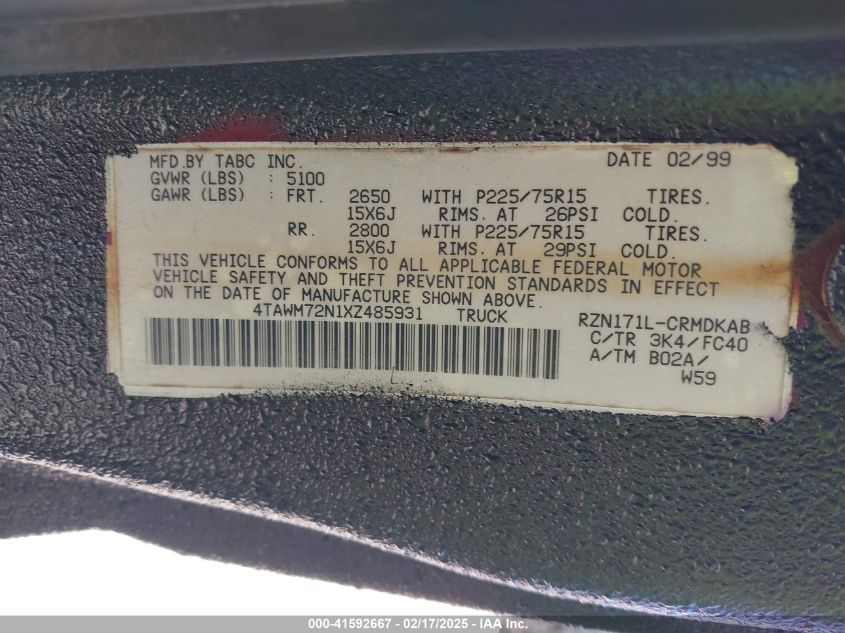 MFD.BY TABC INC. DATE 02/99
GVWR (LBS) : 5100
GAWR (LBS) : FRT. 2650 WITH P225/75R15 TIRES.
15X6J RIMS. AT 26PSI COLD.
RR. 2800 WITH P225/75R15 TIRES.
15X6J RIMS. AT 29PSI COLD.
THIS VEHICLE CONFORMS TO ALL APPLICABLE FEDERAL MOTOR
VEHICLE SAFETY AND THEFT PREVENTION STANDARDS IN EFFECT
ON THE DATE OF MANUFACTURE SHOWN ABOVE.
4TAWM72N1XZ485931 TRUCK RZN171L-CRMDKAB
C/TR 3K4/FC40
A/TM B02A/
W59
000-41592667 - 02/17/2025 - IAA Inc.